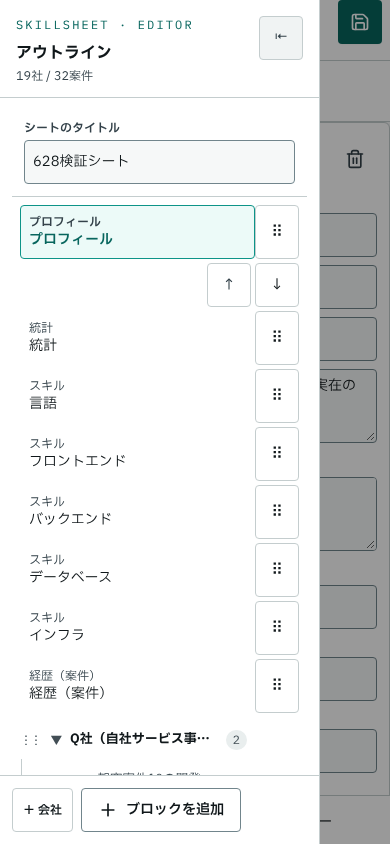 SKILLSSHEET · EDITOR
アウトライン
19社 / 32案件
シートのタイトル
628検証シート
プロフィール
プロフィール
↑ ↓
統計
統計
スキル
言語
スキル
フロントエンド
スキル
バックエンド
スキル
データベース
スキル
インフラ
経歴（案件）
経歴（案件）
▼ Q社（自社サービス事… 2
+ 会社
+ ブロックを追加
実在の